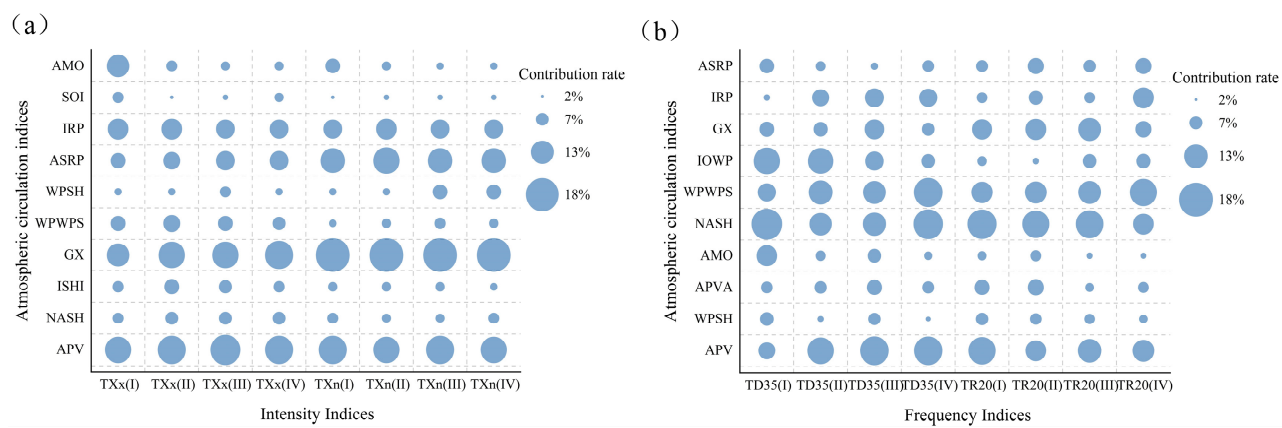 （a）
AMO
SOI
IRP
ASRP
WPSH
WPWPS
GX
ISHI
NASH
APV
Atmospheric circulation indices
TXx(I) TXx(II) TXx(III) TXx(IV) TXn(I) TXn(II) TXn(III) TXn(IV)
Intensity Indices
Contribution rate
2%
7%
13%
18%
（b）
ASRP
IRP
GX
IOWP
WPWPS
NASH
AMO
APVA
WPSH
APV
Atmospheric circulation indices
TD35(I) TD35(II) TD35(III) TD35(IV) TR20(I) TR20(II) TR20(III) TR20(IV)
Frequency Indices
Contribution rate
2%
7%
13%
18%